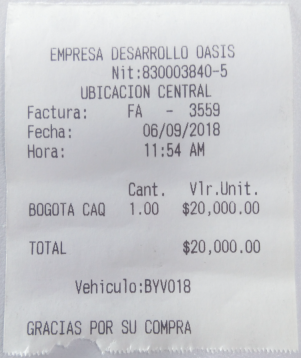 EMPRESA DESARROLLO OASIS
Nit:830003840-5
UBICACION CENTRAL
Factura: FA - 3559
Fecha: 06/09/2018
Hora: 11:54 AM
Cant. Vlr.Unit.
BOGOTA CAQ 1.00 $20,000.00
TOTAL $20,000.00
Vehiculo:BYV018
GRACIAS POR SU COMPRA